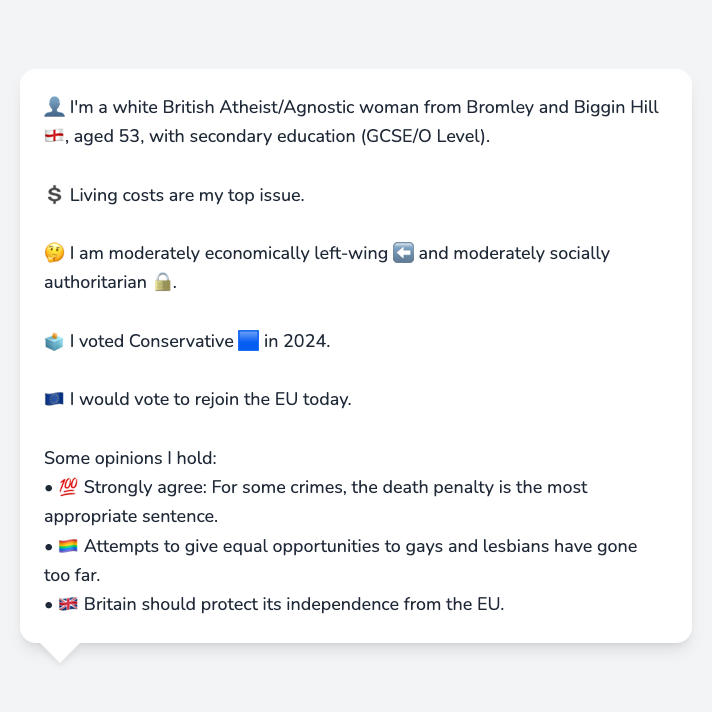 👤 I'm a white British Atheist/Agnostic woman from Bromley and Biggin Hill
🏴󠁧󠁢󠁥󠁮󠁧󠁿, aged 53, with secondary education (GCSE/O Level).
💲 Living costs are my top issue.
🤔 I am moderately economically left-wing ⬅️ and moderately socially
authoritarian 🔒.
🗳️ I voted Conservative 🟦 in 2024.
🇪🇺 I would vote to rejoin the EU today.
Some opinions I hold:
• 💯 Strongly agree: For some crimes, the death penalty is the most
appropriate sentence.
• 🏳️‍🌈 Attempts to give equal opportunities to gays and lesbians have gone
too far.
• 🇬🇧 Britain should protect its independence from the EU.